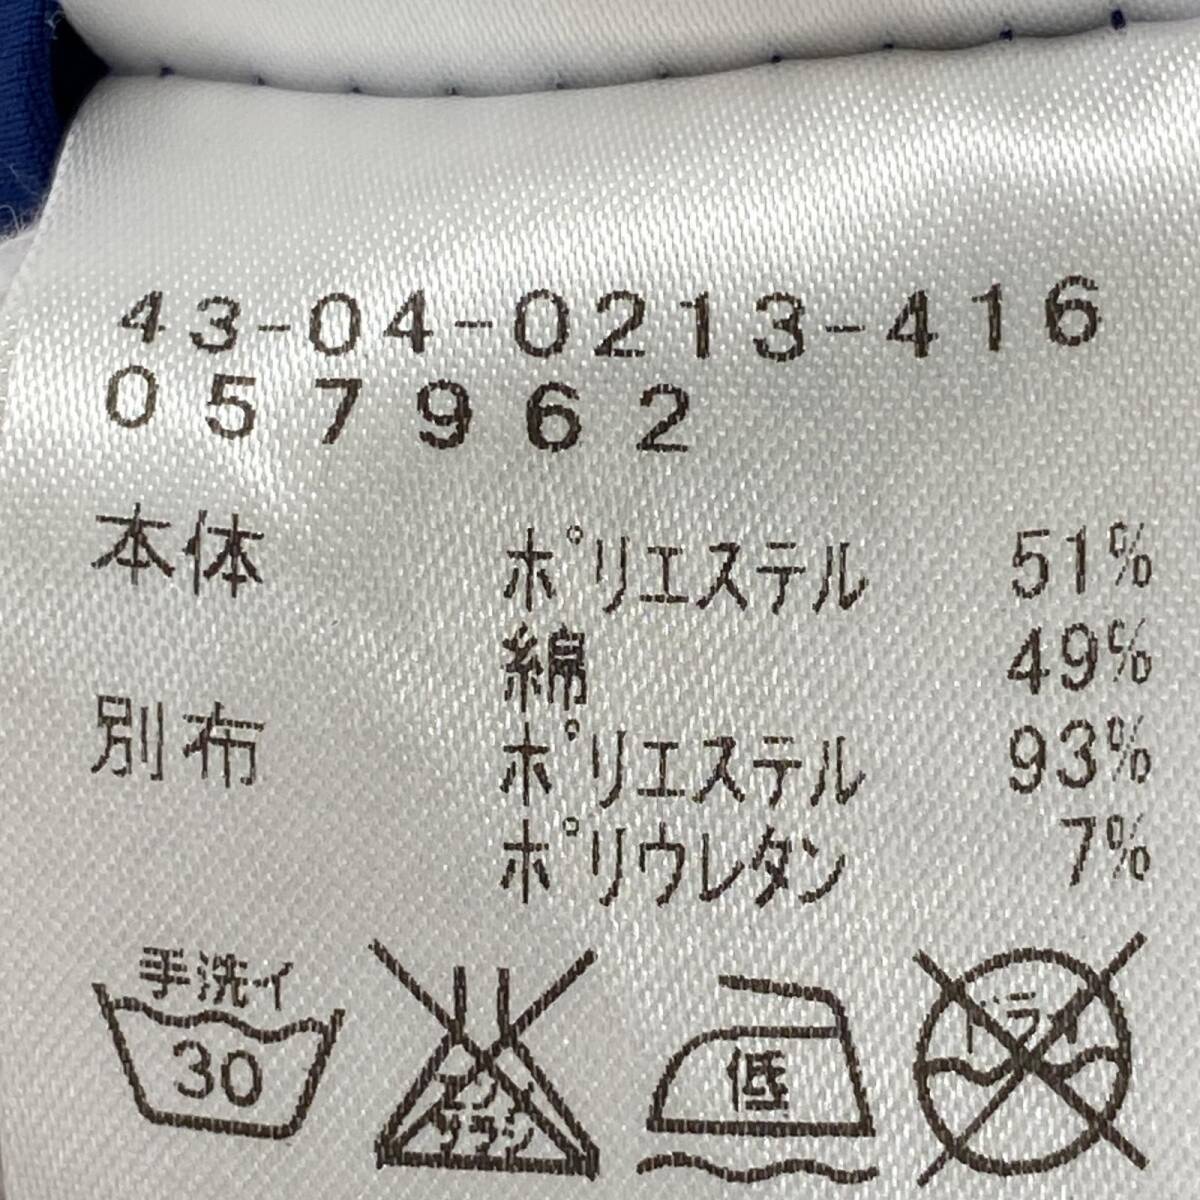 43-04-0213-416
057962
本体 ポリエステル 51%
綿 49%
別布 ポリエステル 93%
ポリウレタン 7%
手洗イ
30
エンソ
サラシ
低
ドライ